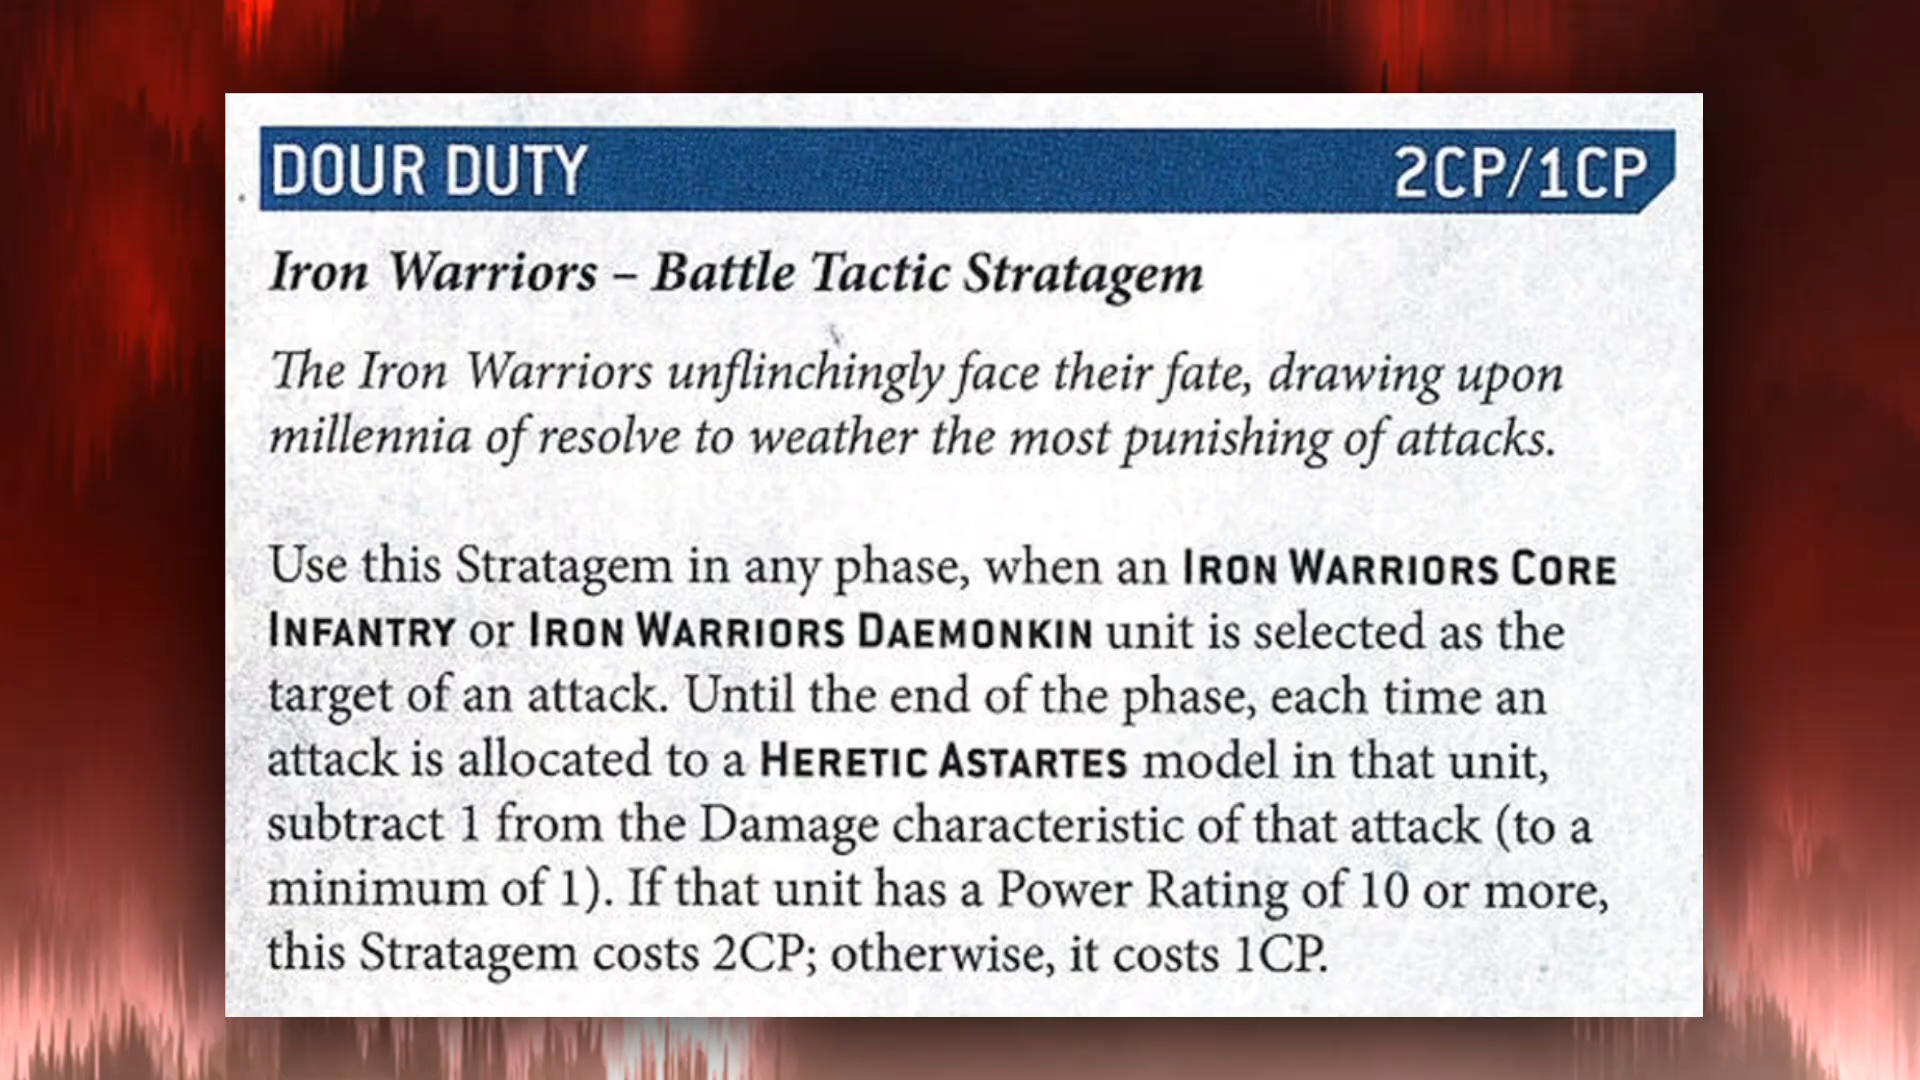 DOUR DUTY 2CP/1CP
Iron Warriors – Battle Tactic Stratagem
The Iron Warriors unflinchingly face their fate, drawing upon
millennia of resolve to weather the most punishing of attacks.
Use this Stratagem in any phase, when an IRON WARRIORS CORE
INFANTRY or IRON WARRIORS DAEMONKIN unit is selected as the
target of an attack. Until the end of the phase, each time an
attack is allocated to a HERETIC ASTARTES model in that unit,
subtract 1 from the Damage characteristic of that attack (to a
minimum of 1). If that unit has a Power Rating of 10 or more,
this Stratagem costs 2CP; otherwise, it costs 1CP.